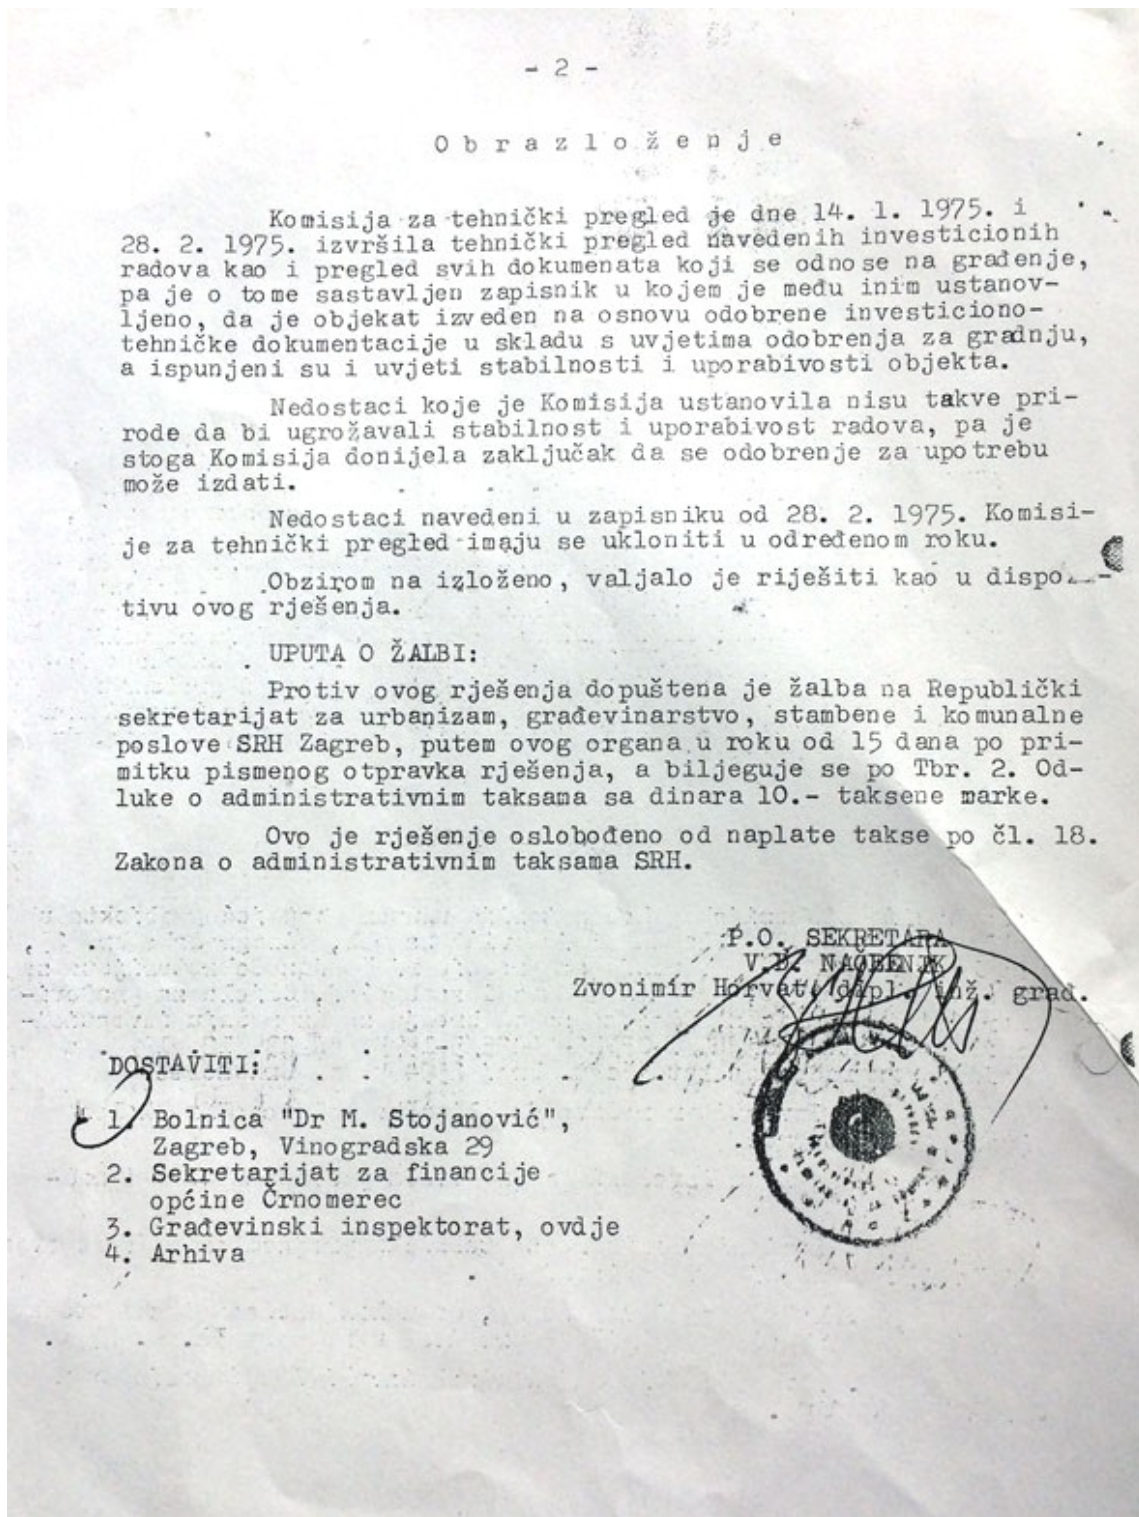 - 2 -
O b r a z l o ž e n j e
Komisija za tehnički pregled je dne 14. 1. 1975. i
28. 2. 1975. izvršila tehnički pregled navedenih investicionih
radova kao i pregled svih dokumenata koji se odnose na građenje,
pa je o tome sastavljen zapisnik u kojem je među inim ustanov-
ljeno, da je objekat izveden na osnovu odobrene investiciono-
tehničke dokumentacije u skladu s uvjetima odobrenja za gradnju,
a ispunjeni su i uvjeti stabilnosti i uporabivosti objekta.
Nedostaci koje je Komisija ustanovila nisu takve pri-
rode da bi ugrožavali stabilnost i uporabivost radova, pa je
stoga Komisija donijela zaključak da se odobrenje za upotrebu
može izdati.
Nedostaci navedeni u zapisniku od 28. 2. 1975. Komisi-
je za tehnički pregled imaju se ukloniti u određenom roku.
Obzirom na izloženo, valjalo je riješiti kao u dispo-
tivu ovog rješenja.
UPUTA O ŽALBI:
Protiv ovog rješenja dopuštena je žalba na Republički
sekretarijat za urbanizam, građevinarstvo, stambene i komunalne
poslove SRH Zagreb, putem ovog organa u roku od 15 dana po pri-
mitku pismenog otpravka rješenja, a biljeguje se po Tbr. 2. Od-
luke o administrativnim taksama sa dinara 10.- taksene marke.
Ovo je rješenje oslobođeno od naplate takse po čl. 18.
Zakona o administrativnim taksama SRH.
P.O. SEKRETARA
V.D. NAČELNIK
Zvonimir Horvat, dipl. inž. građ.
DOSTAVITI:
1. Bolnica "Dr M. Stojanović",
Zagreb, Vinogradska 29
2. Sekretarijat za financije
općine Črnomerec
3. Građevinski inspektorat, ovdje
4. Arhiva